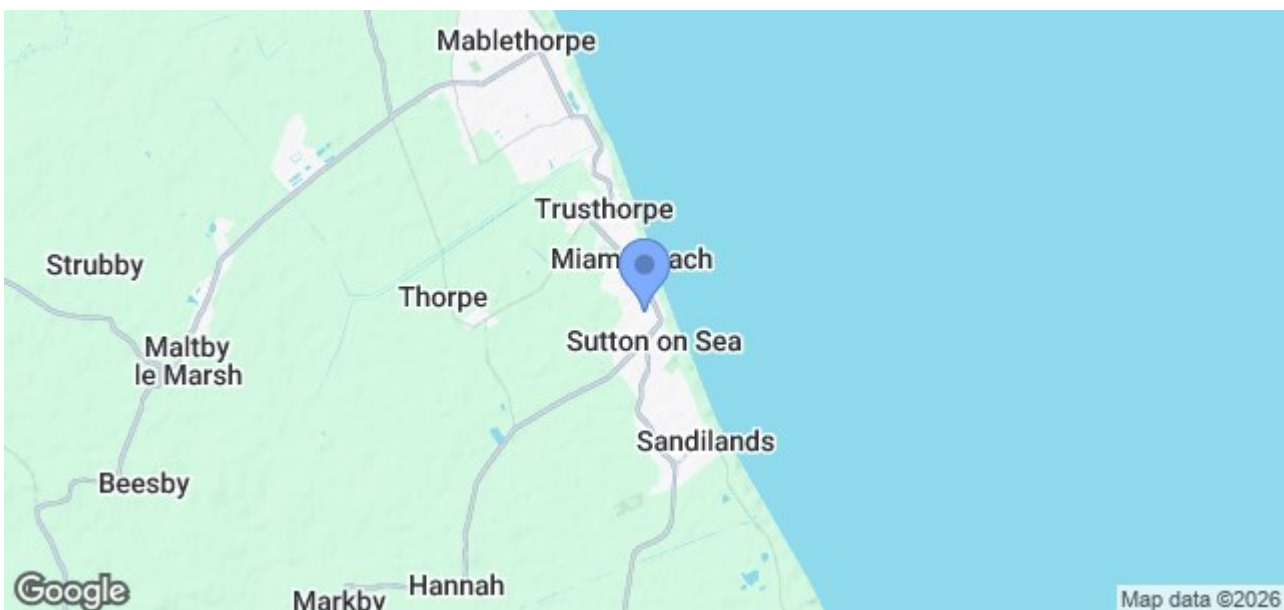 Mablethorpe
Trusthorpe
Miam ach
Strubby
Thorpe
Sutton on Sea
Maltby
le Marsh
Sandilands
Beesby
Hannah
Markby
Google
Map data ©2026